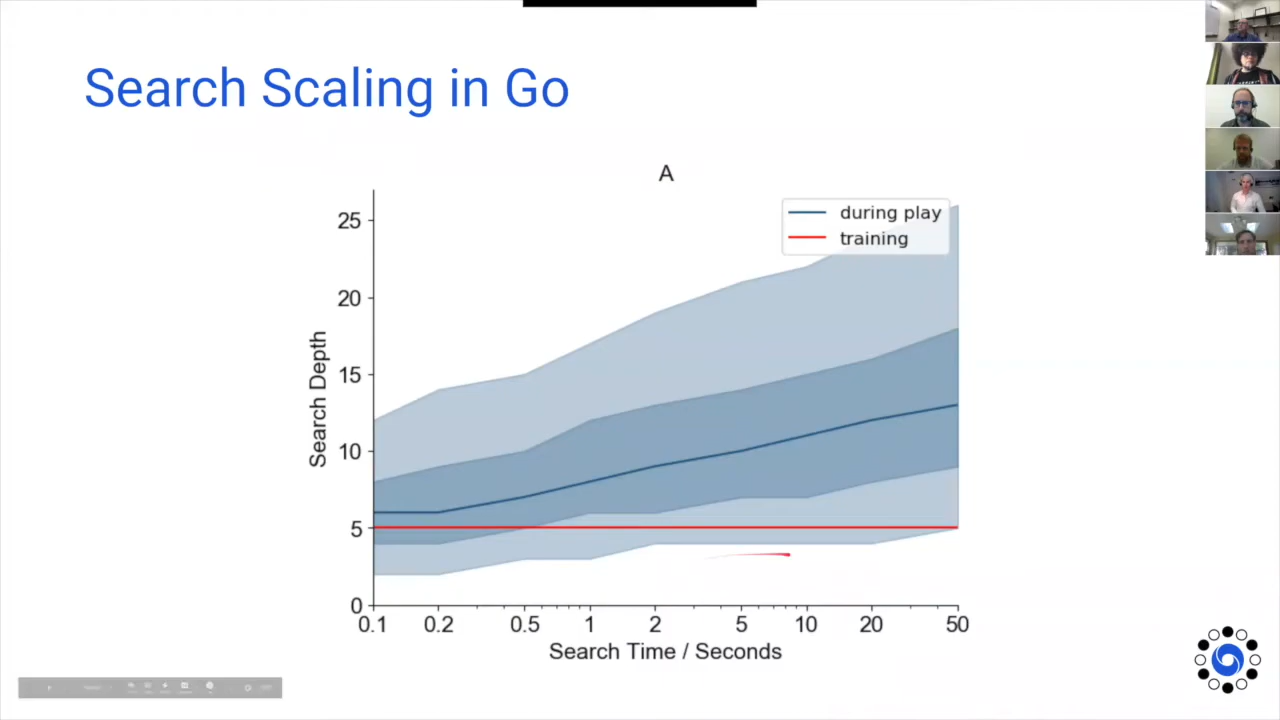 Search Scaling in Go
A
during play
training
25
20
15
10
5
0
Search Depth
0.1 0.2 0.5 1 2 5 10 20 50
Search Time / Seconds